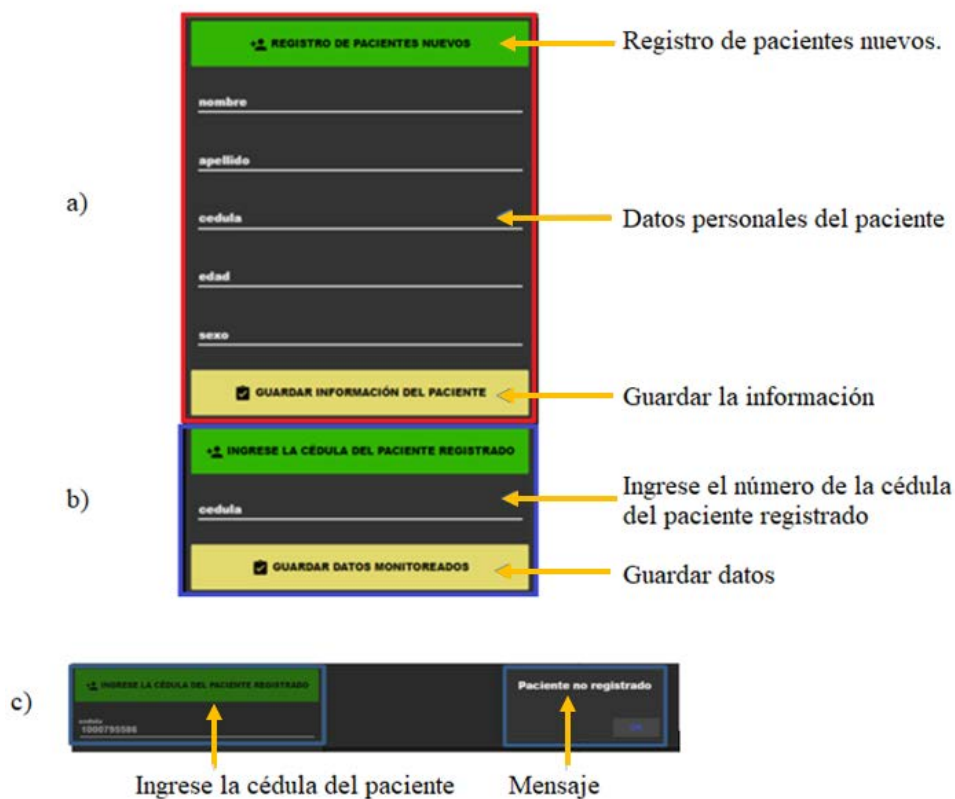 REGISTRO DE PACIENTES NUEVOS
Registro de pacientes nuevos.
nombre
apellido
a)
cedula
Datos personales del paciente
edad
sexo
GUARDAR INFORMACIÓN DEL PACIENTE
Guardar la información
INGRESE LA CÉDULA DEL PACIENTE REGISTRADO
b)
cedula
Ingrese el número de la cédula
del paciente registrado
GUARDAR DATOS MONITOREADOS
Guardar datos
c)
INGRESE LA CÉDULA DEL PACIENTE REGISTRADO
Paciente no registrado
cedula
1000795586
OK
Ingrese la cédula del paciente
Mensaje